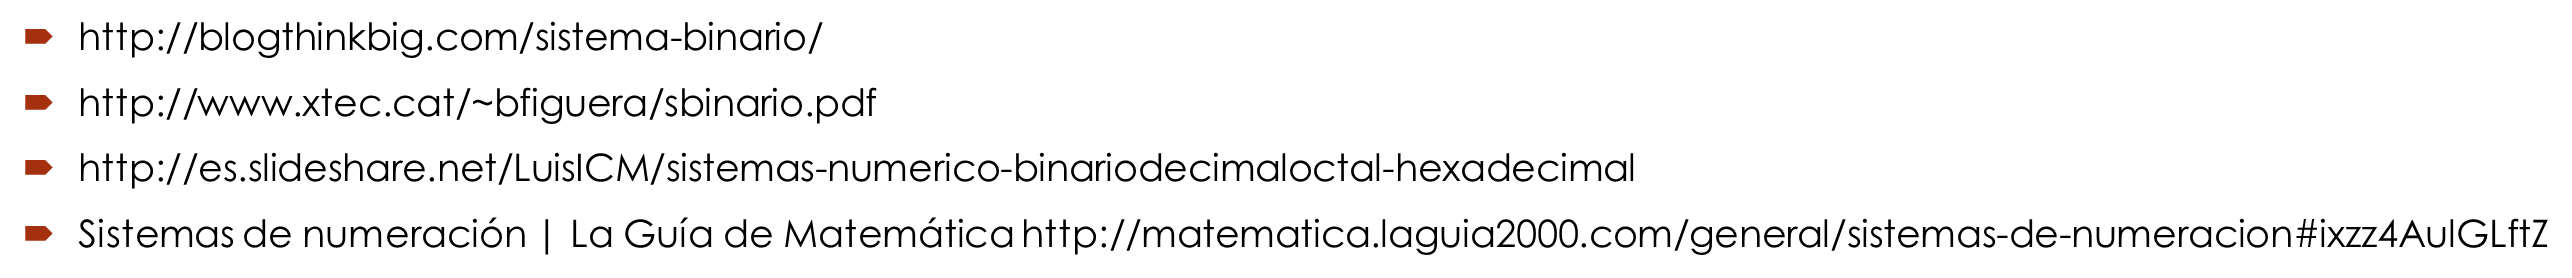 http://blogthinkbig.com/sistema-binario/
http://www.xtec.cat/~bfiguera/sbinario.pdf
http://es.slideshare.net/LuisICM/sistemas-numerico-binariodecimaloctal-hexadecimal
Sistemas de numeración | La Guía de Matemática http://matematica.laguia2000.com/general/sistemas-de-numeracion#ixzz4AulGLftZ